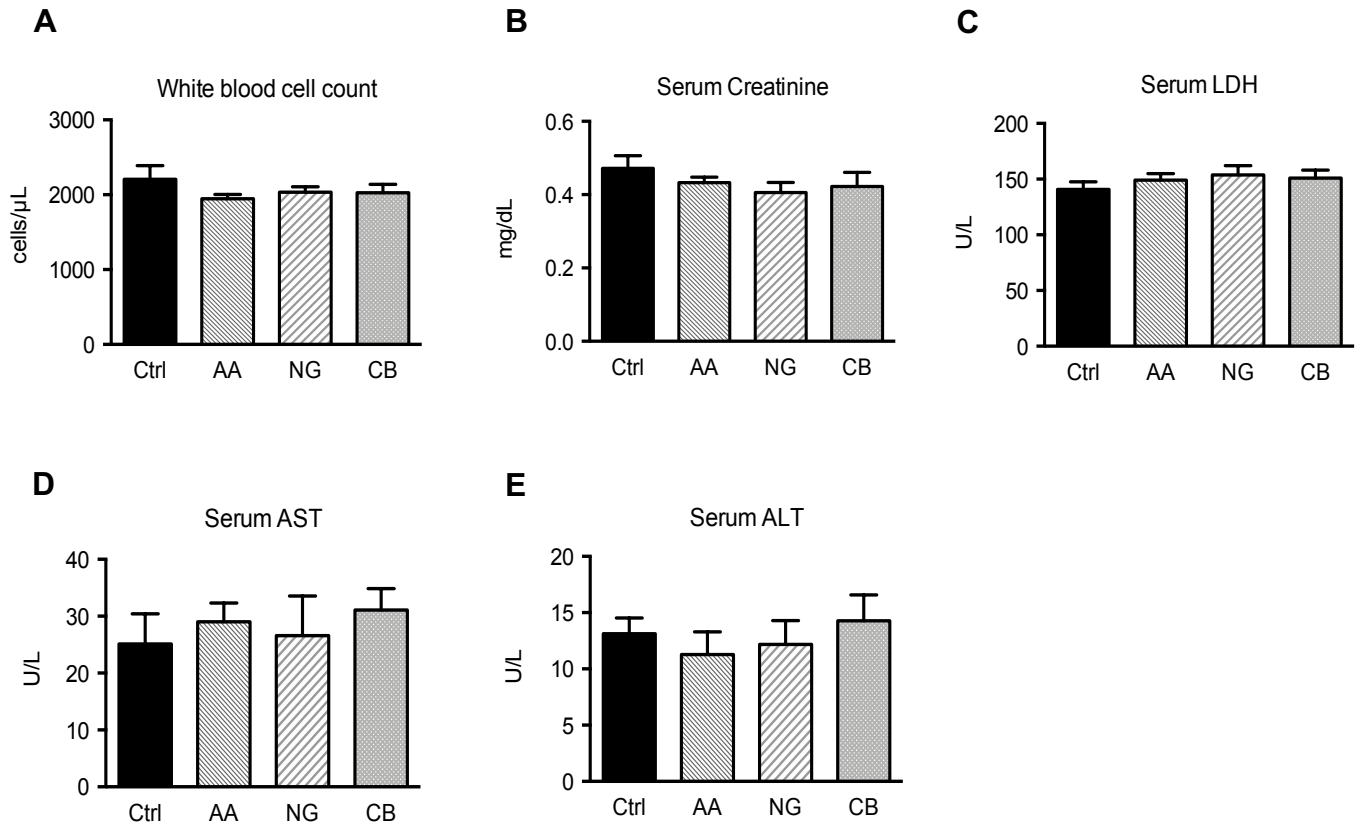 A
White blood cell count
3000
2000
1000
0
cells/µL
Ctrl AA NG CB
B
Serum Creatinine
0.6
0.4
0.2
0.0
mg/dL
Ctrl AA NG CB
C
Serum LDH
200
150
100
50
0
U/L
Ctrl AA NG CB
D
Serum AST
40
30
20
10
0
U/L
Ctrl AA NG CB
E
Serum ALT
20
15
10
5
0
U/L
Ctrl AA NG CB